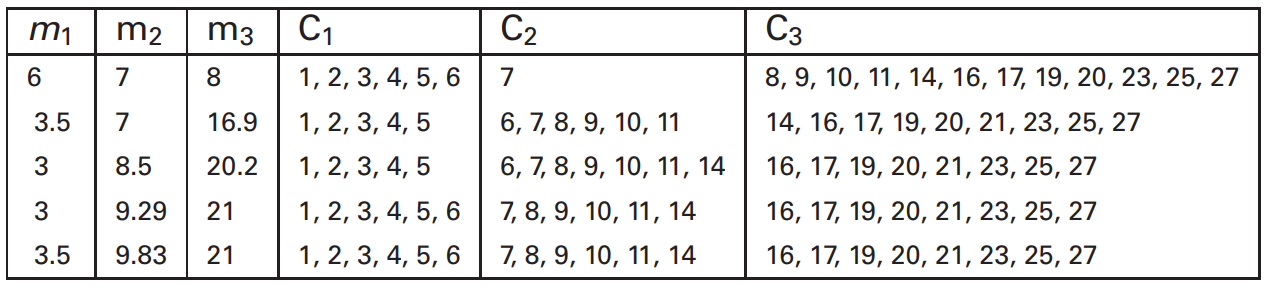 m1 m2 m3 C1 C2 C3
6 7 8 1, 2, 3, 4, 5, 6 7 8, 9, 10, 11, 14, 16, 17, 19, 20, 23, 25, 27
3.5 7 16.9 1, 2, 3, 4, 5 6, 7, 8, 9, 10, 11 14, 16, 17, 19, 20, 21, 23, 25, 27
3 8.5 20.2 1, 2, 3, 4, 5 6, 7, 8, 9, 10, 11, 14 16, 17, 19, 20, 21, 23, 25, 27
3 9.29 21 1, 2, 3, 4, 5, 6 7, 8, 9, 10, 11, 14 16, 17, 19, 20, 21, 23, 25, 27
3.5 9.83 21 1, 2, 3, 4, 5, 6 7, 8, 9, 10, 11, 14 16, 17, 19, 20, 21, 23, 25, 27